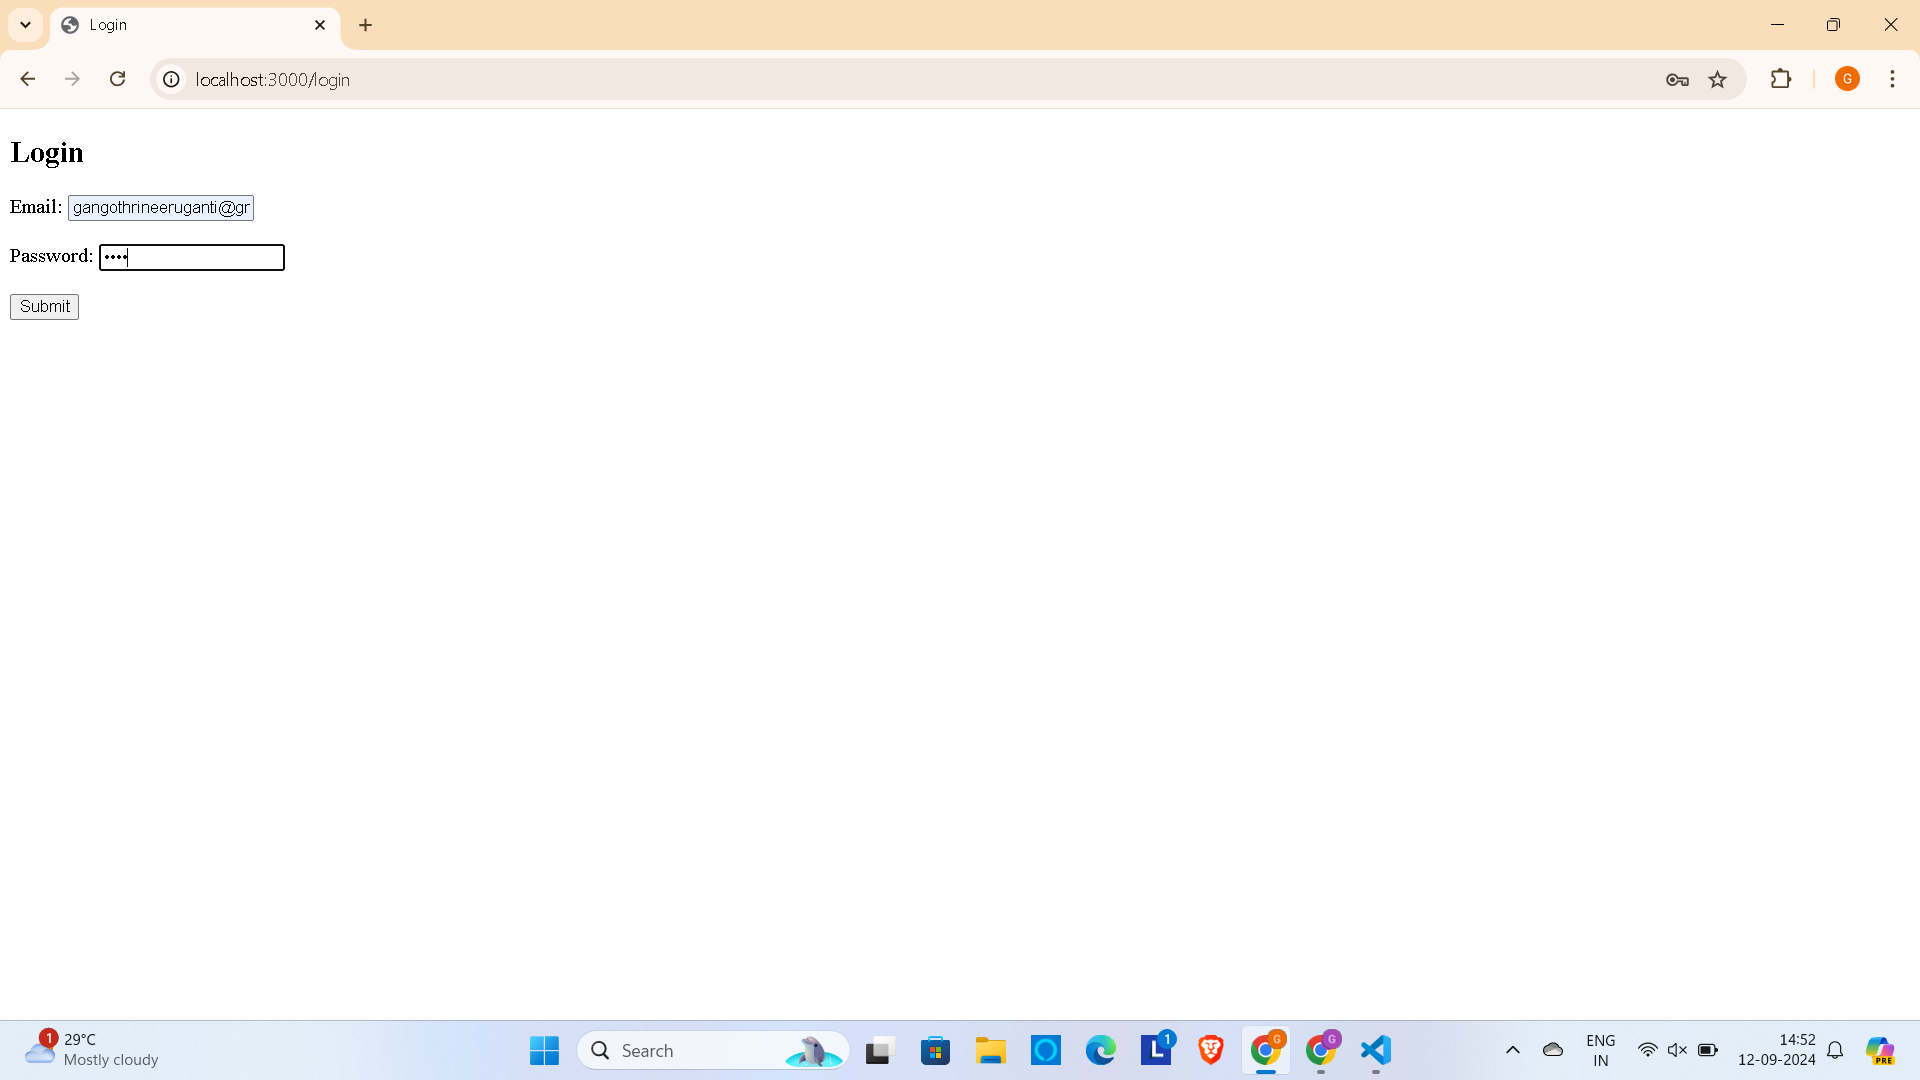 Login
localhost:3000/login
G
Login
Email: gangothrineeruganti@gr
Password: ••••
Submit
1
29°C
Mostly cloudy
Search
L
1
G
G
ENG
IN
14:52
12-09-2024
PRE